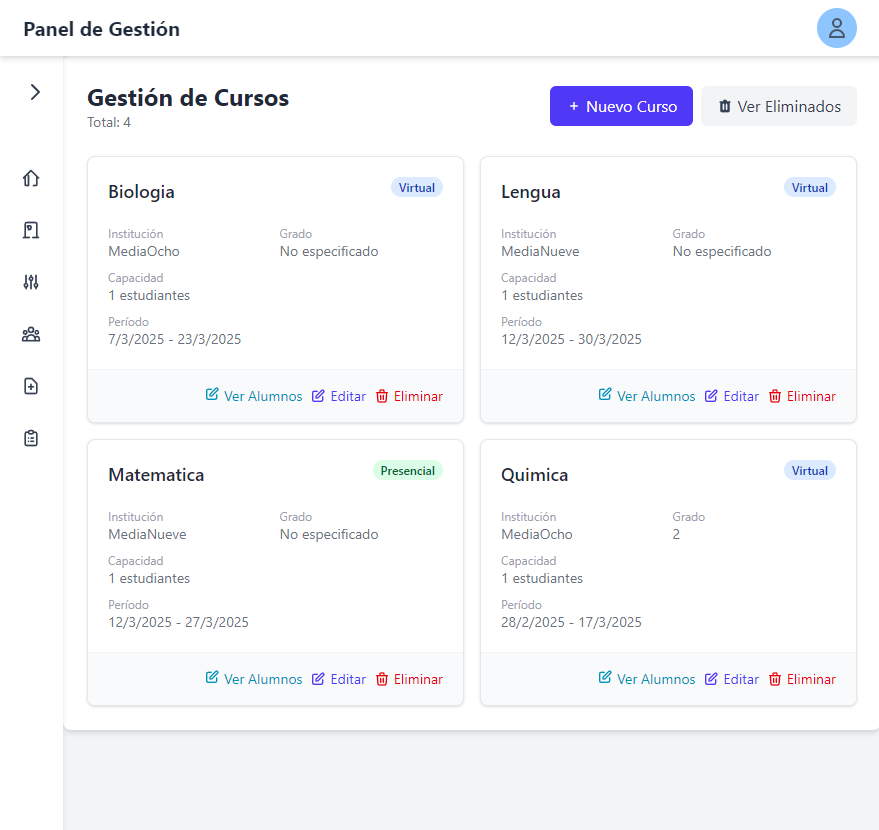 Panel de Gestión
Gestión de Cursos
Total: 4
+ Nuevo Curso
Ver Eliminados
Biologia
Virtual
Institución
Grado
MediaOcho
No especificado
Capacidad
1 estudiantes
Período
7/3/2025 - 23/3/2025
Ver Alumnos Editar Eliminar
Lengua
Virtual
Institución
Grado
MediaNueve
No especificado
Capacidad
1 estudiantes
Período
12/3/2025 - 30/3/2025
Ver Alumnos Editar Eliminar
Matematica
Presencial
Institución
Grado
MediaNueve
No especificado
Capacidad
1 estudiantes
Período
12/3/2025 - 27/3/2025
Ver Alumnos Editar Eliminar
Quimica
Virtual
Institución
Grado
MediaOcho
2
Capacidad
1 estudiantes
Período
28/2/2025 - 17/3/2025
Ver Alumnos Editar Eliminar